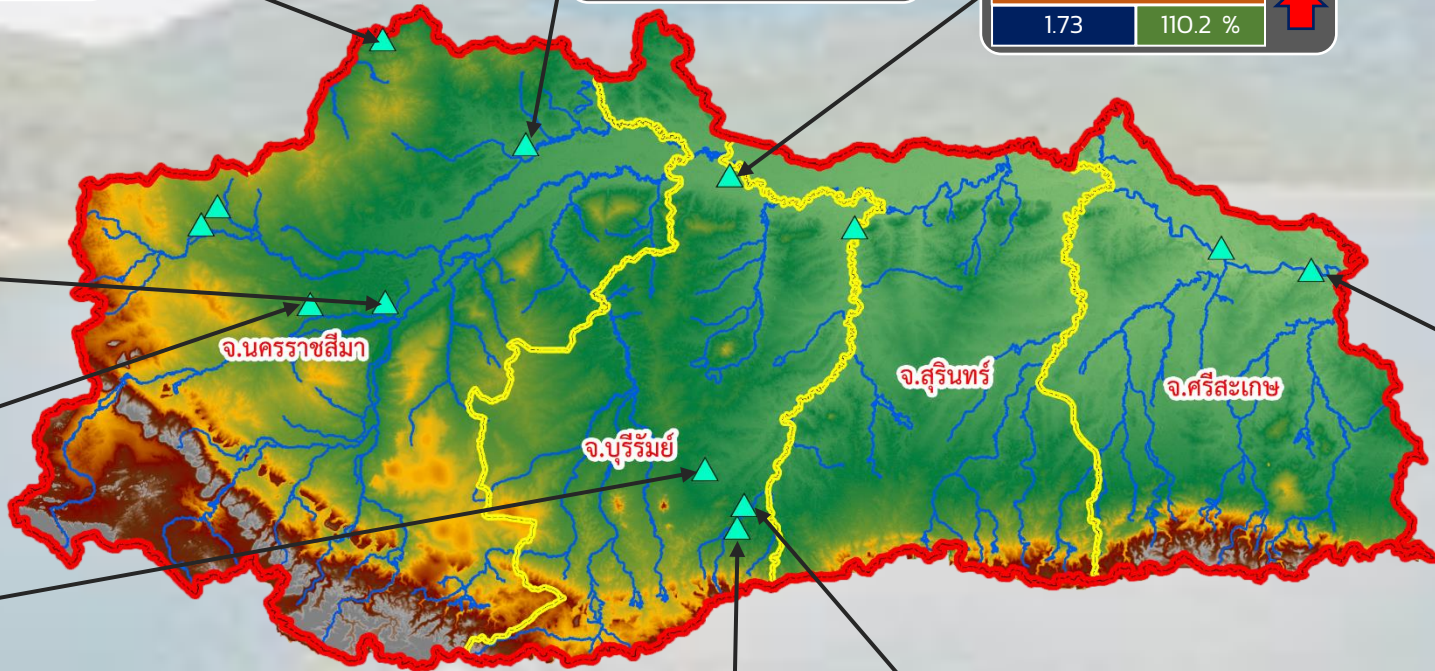 1.73 110.2 %
จ.นครราชสีมา
จ.สุรินทร์
จ.ศรีสะเกษ
จ.บุรีรัมย์